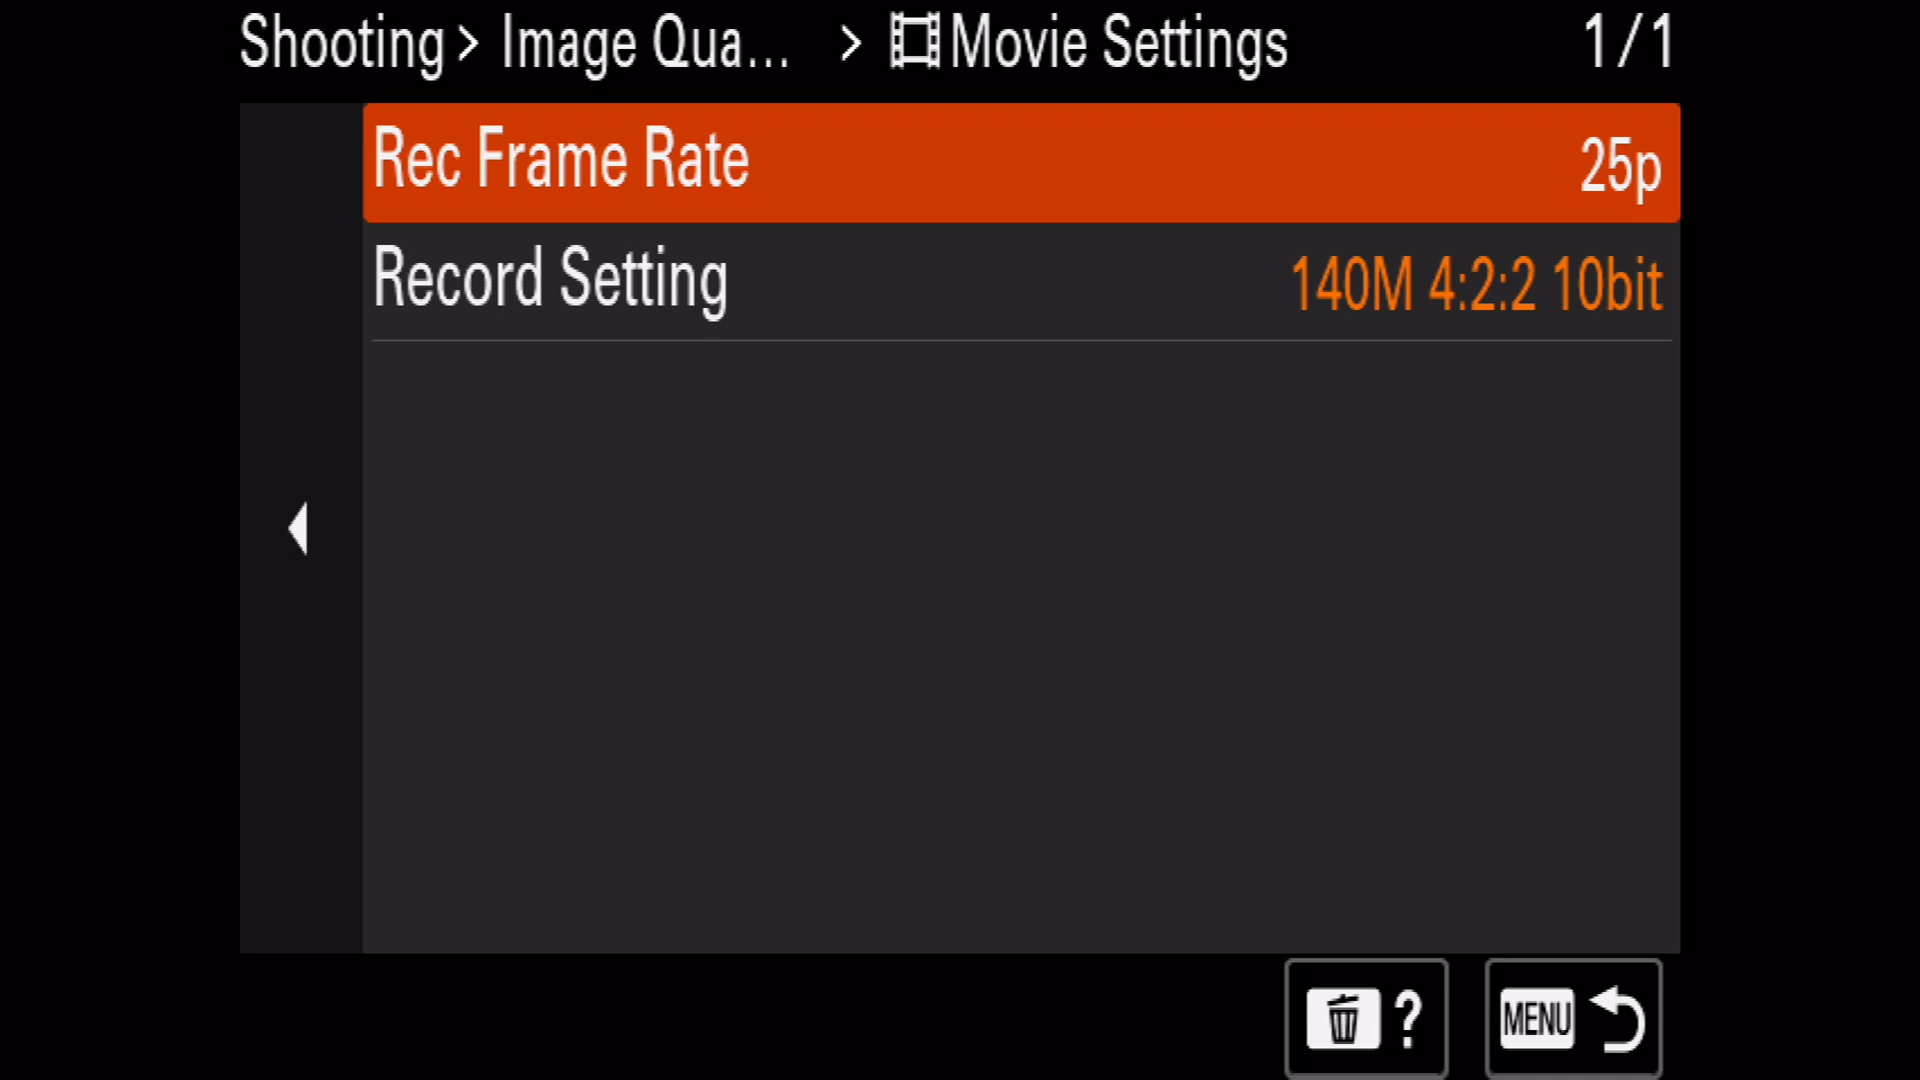 Shooting > Image Qua... > Movie Settings 1/1
Rec Frame Rate 25p
Record Setting 140M 4:2:2 10bit
? MENU